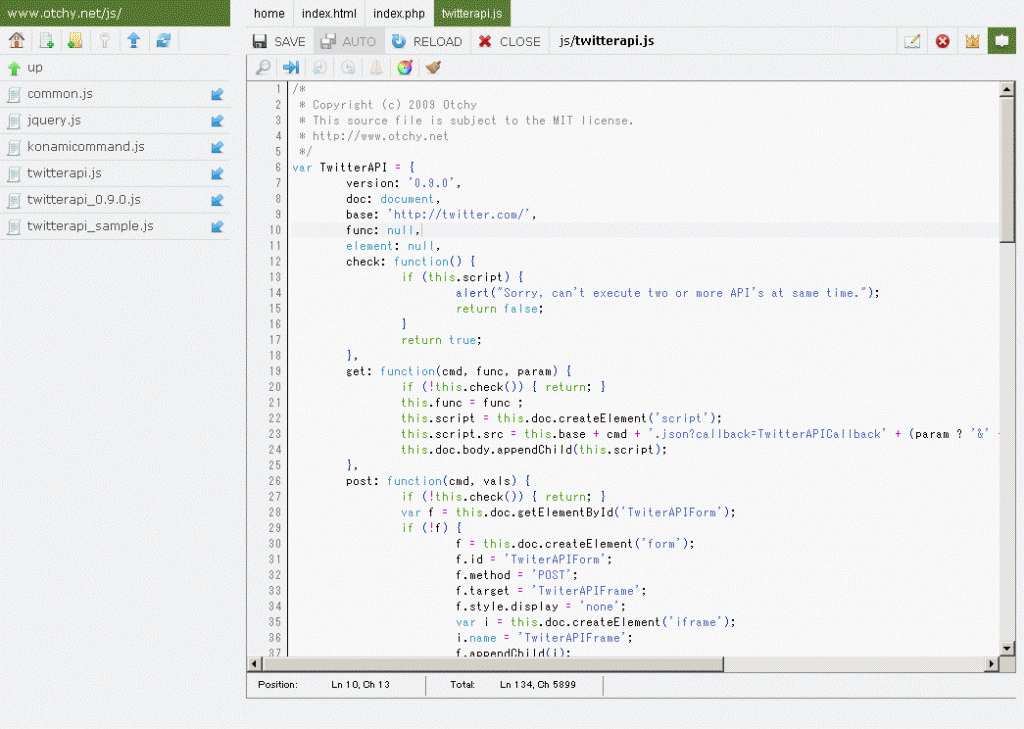 www.otchy.net/js/
home index.html index.php twitterapi.js
SAVE AUTO RELOAD CLOSE js/twitterapi.js
up
common.js
jquery.js
konamicommand.js
twitterapi.js
twitterapi_0.9.0.js
twitterapi_sample.js
1 /*
2  * Copyright (c) 2009 Otchy
3  * This source file is subject to the MIT license.
4  * http://www.otchy.net
5  */
6 var TwitterAPI = {
7         version: '0.9.0',
8         doc: document,
9         base: 'http://twitter.com/',
10         func: null,
11         element: null,
12         check: function() {
13                 if (this.script) {
14                         alert("Sorry, can't execute two or more API's at same time.");
15                         return false;
16                 }
17                 return true;
18         },
19         get: function(cmd, func, param) {
20                 if (!this.check()) { return; }
21                 this.func = func ;
22                 this.script = this.doc.createElement('script');
23                 this.script.src = this.base + cmd + '.json?callback=TwitterAPICallback' + (param ? '&'
24                 this.doc.body.appendChild(this.script);
25         },
26         post: function(cmd, vals) {
27                 if (!this.check()) { return; }
28                 var f = this.doc.getElementById('TwiterAPIForm');
29                 if (!f) {
30                         f = this.doc.createElement('form');
31                         f.id = 'TwiterAPIForm';
32                         f.method = 'POST';
33                         f.target = 'TwiterAPIFrame';
34                         f.style.display = 'none';
35                         var i = this.doc.createElement('iframe');
36                         i.name = 'TwiterAPIFrame';
37                         f.appendChild(i);
Position: Ln 10, Ch 13 Total: Ln 134, Ch 5899